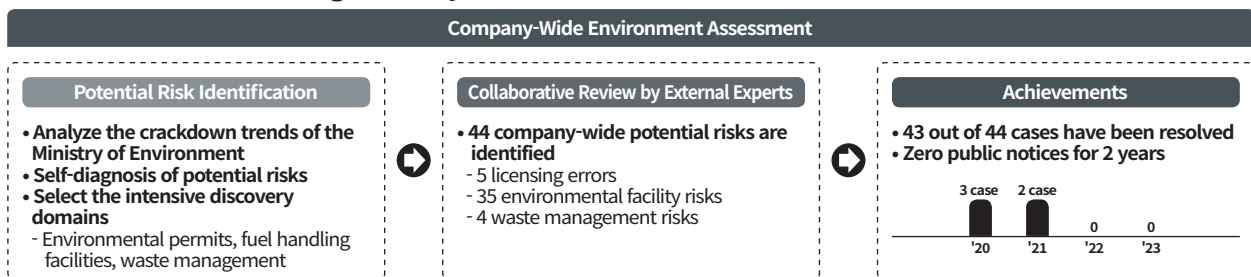 Company-Wide Environment Assessment
Potential Risk Identification
• Analyze the crackdown trends of the
Ministry of Environment
• Self-diagnosis of potential risks
• Select the intensive discovery
domains
- Environmental permits, fuel handling
facilities, waste management
Collaborative Review by External Experts
• 44 company-wide potential risks are
identified
- 5 licensing errors
- 35 environmental facility risks
- 4 waste management risks
Achievements
• 43 out of 44 cases have been resolved
• Zero public notices for 2 years
3 case 2 case
0 0
'20 '21 '22 '23